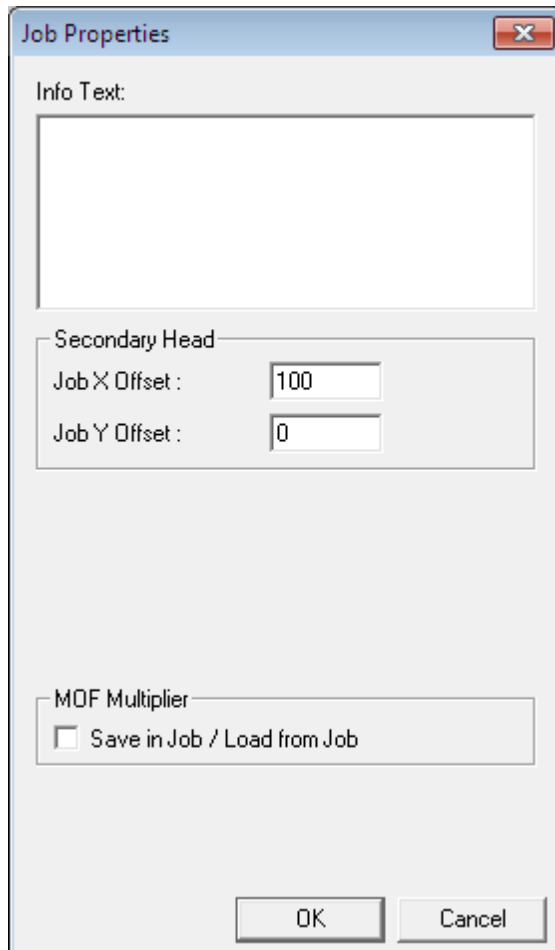 Job Properties
Info Text:
Secondary Head
Job X Offset : 100
Job Y Offset : 0
MOF Multiplier
Save in Job / Load from Job
OK Cancel